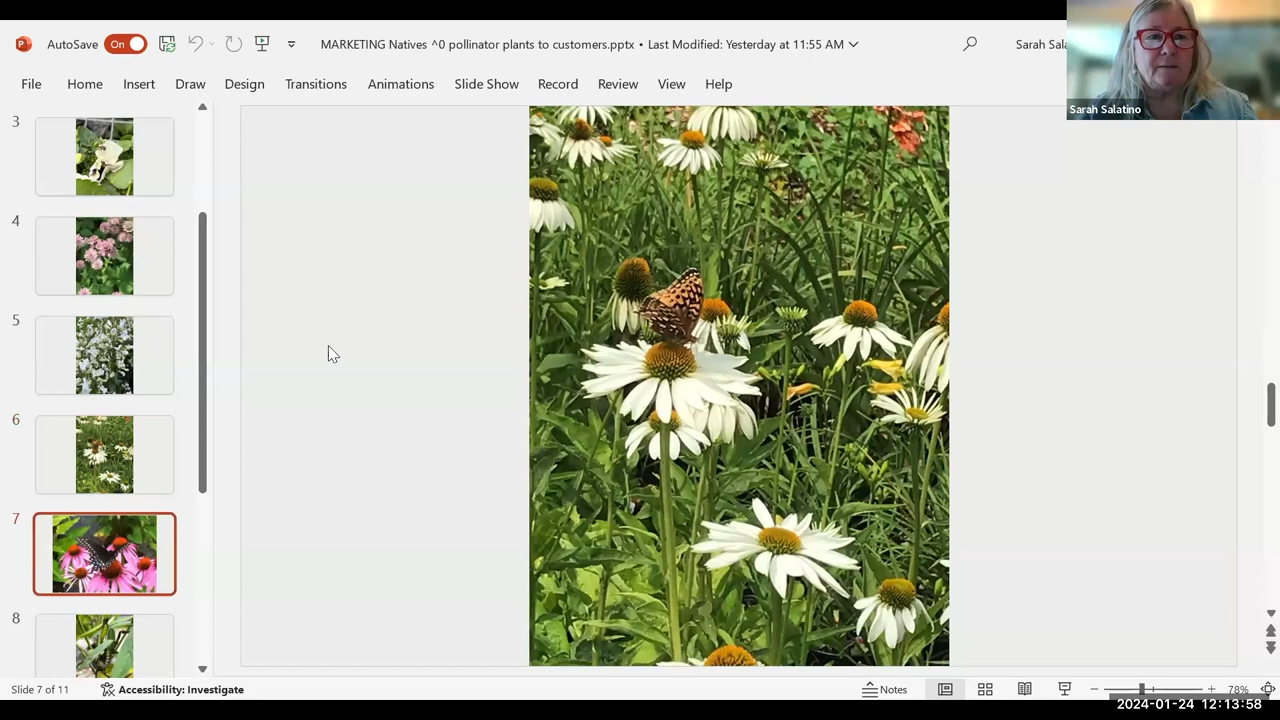 AutoSave On MARKETING Natives ^0 pollinator plants to customers.pptx • Last Modified: Yesterday at 11:55 AM Sarah Sala
File Home Insert Draw Design Transitions Animations Slide Show Record Review View Help
Sarah Salatino
3
4
5
6
7
8
Slide 7 of 11 Accessibility: Investigate Notes 78%
2024-01-24 12:13:58